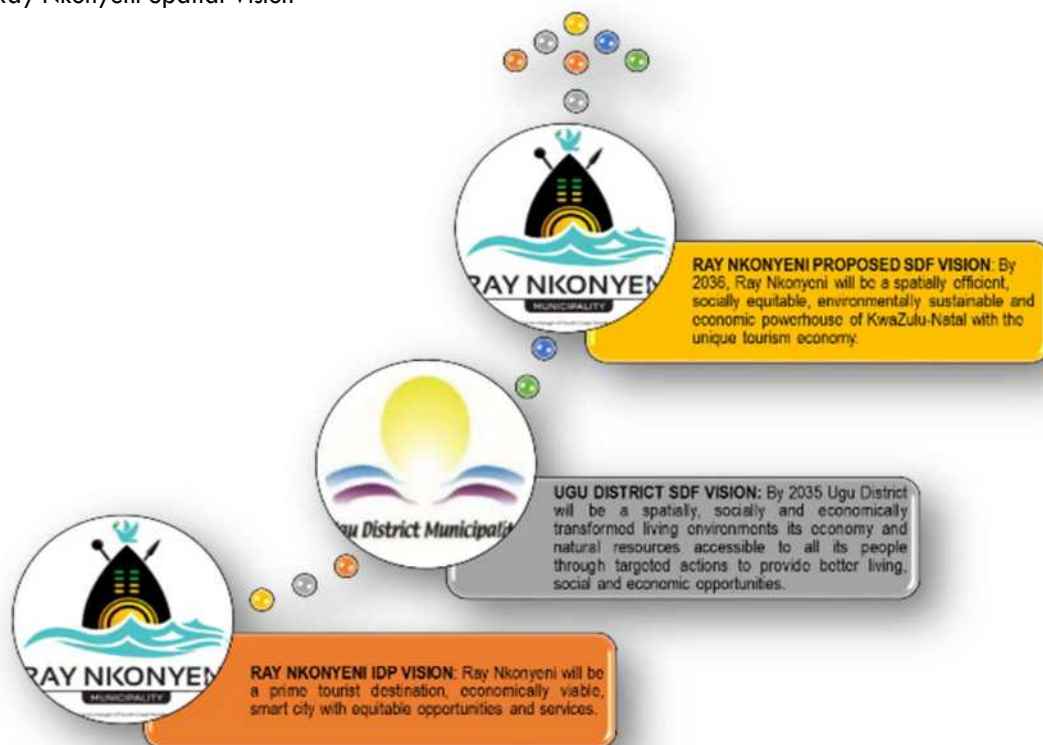 Ray Nkonyeni Spatial Vision
RAY NKONYENI
MUNICIPALITY
RAY NKONYENI PROPOSED SDF VISION: By
2036, Ray Nkonyeni will be a spatially efficient,
socially equitable, environmentally sustainable and
economic powerhouse of KwaZulu-Natal with the
unique tourism economy.
Ugu District Municipality
UGU DISTRICT SDF VISION: By 2035 Ugu District
will be a spatially, socially and economically
transformed living environments its economy and
natural resources accessible to all its people
through targeted actions to provide better living,
social and economic opportunities.
RAY NKONYENI
MUNICIPALITY
RAY NKONYENI IDP VISION: Ray Nkonyeni will be
a prime tourist destination, economically viable,
smart city with equitable opportunities and services.